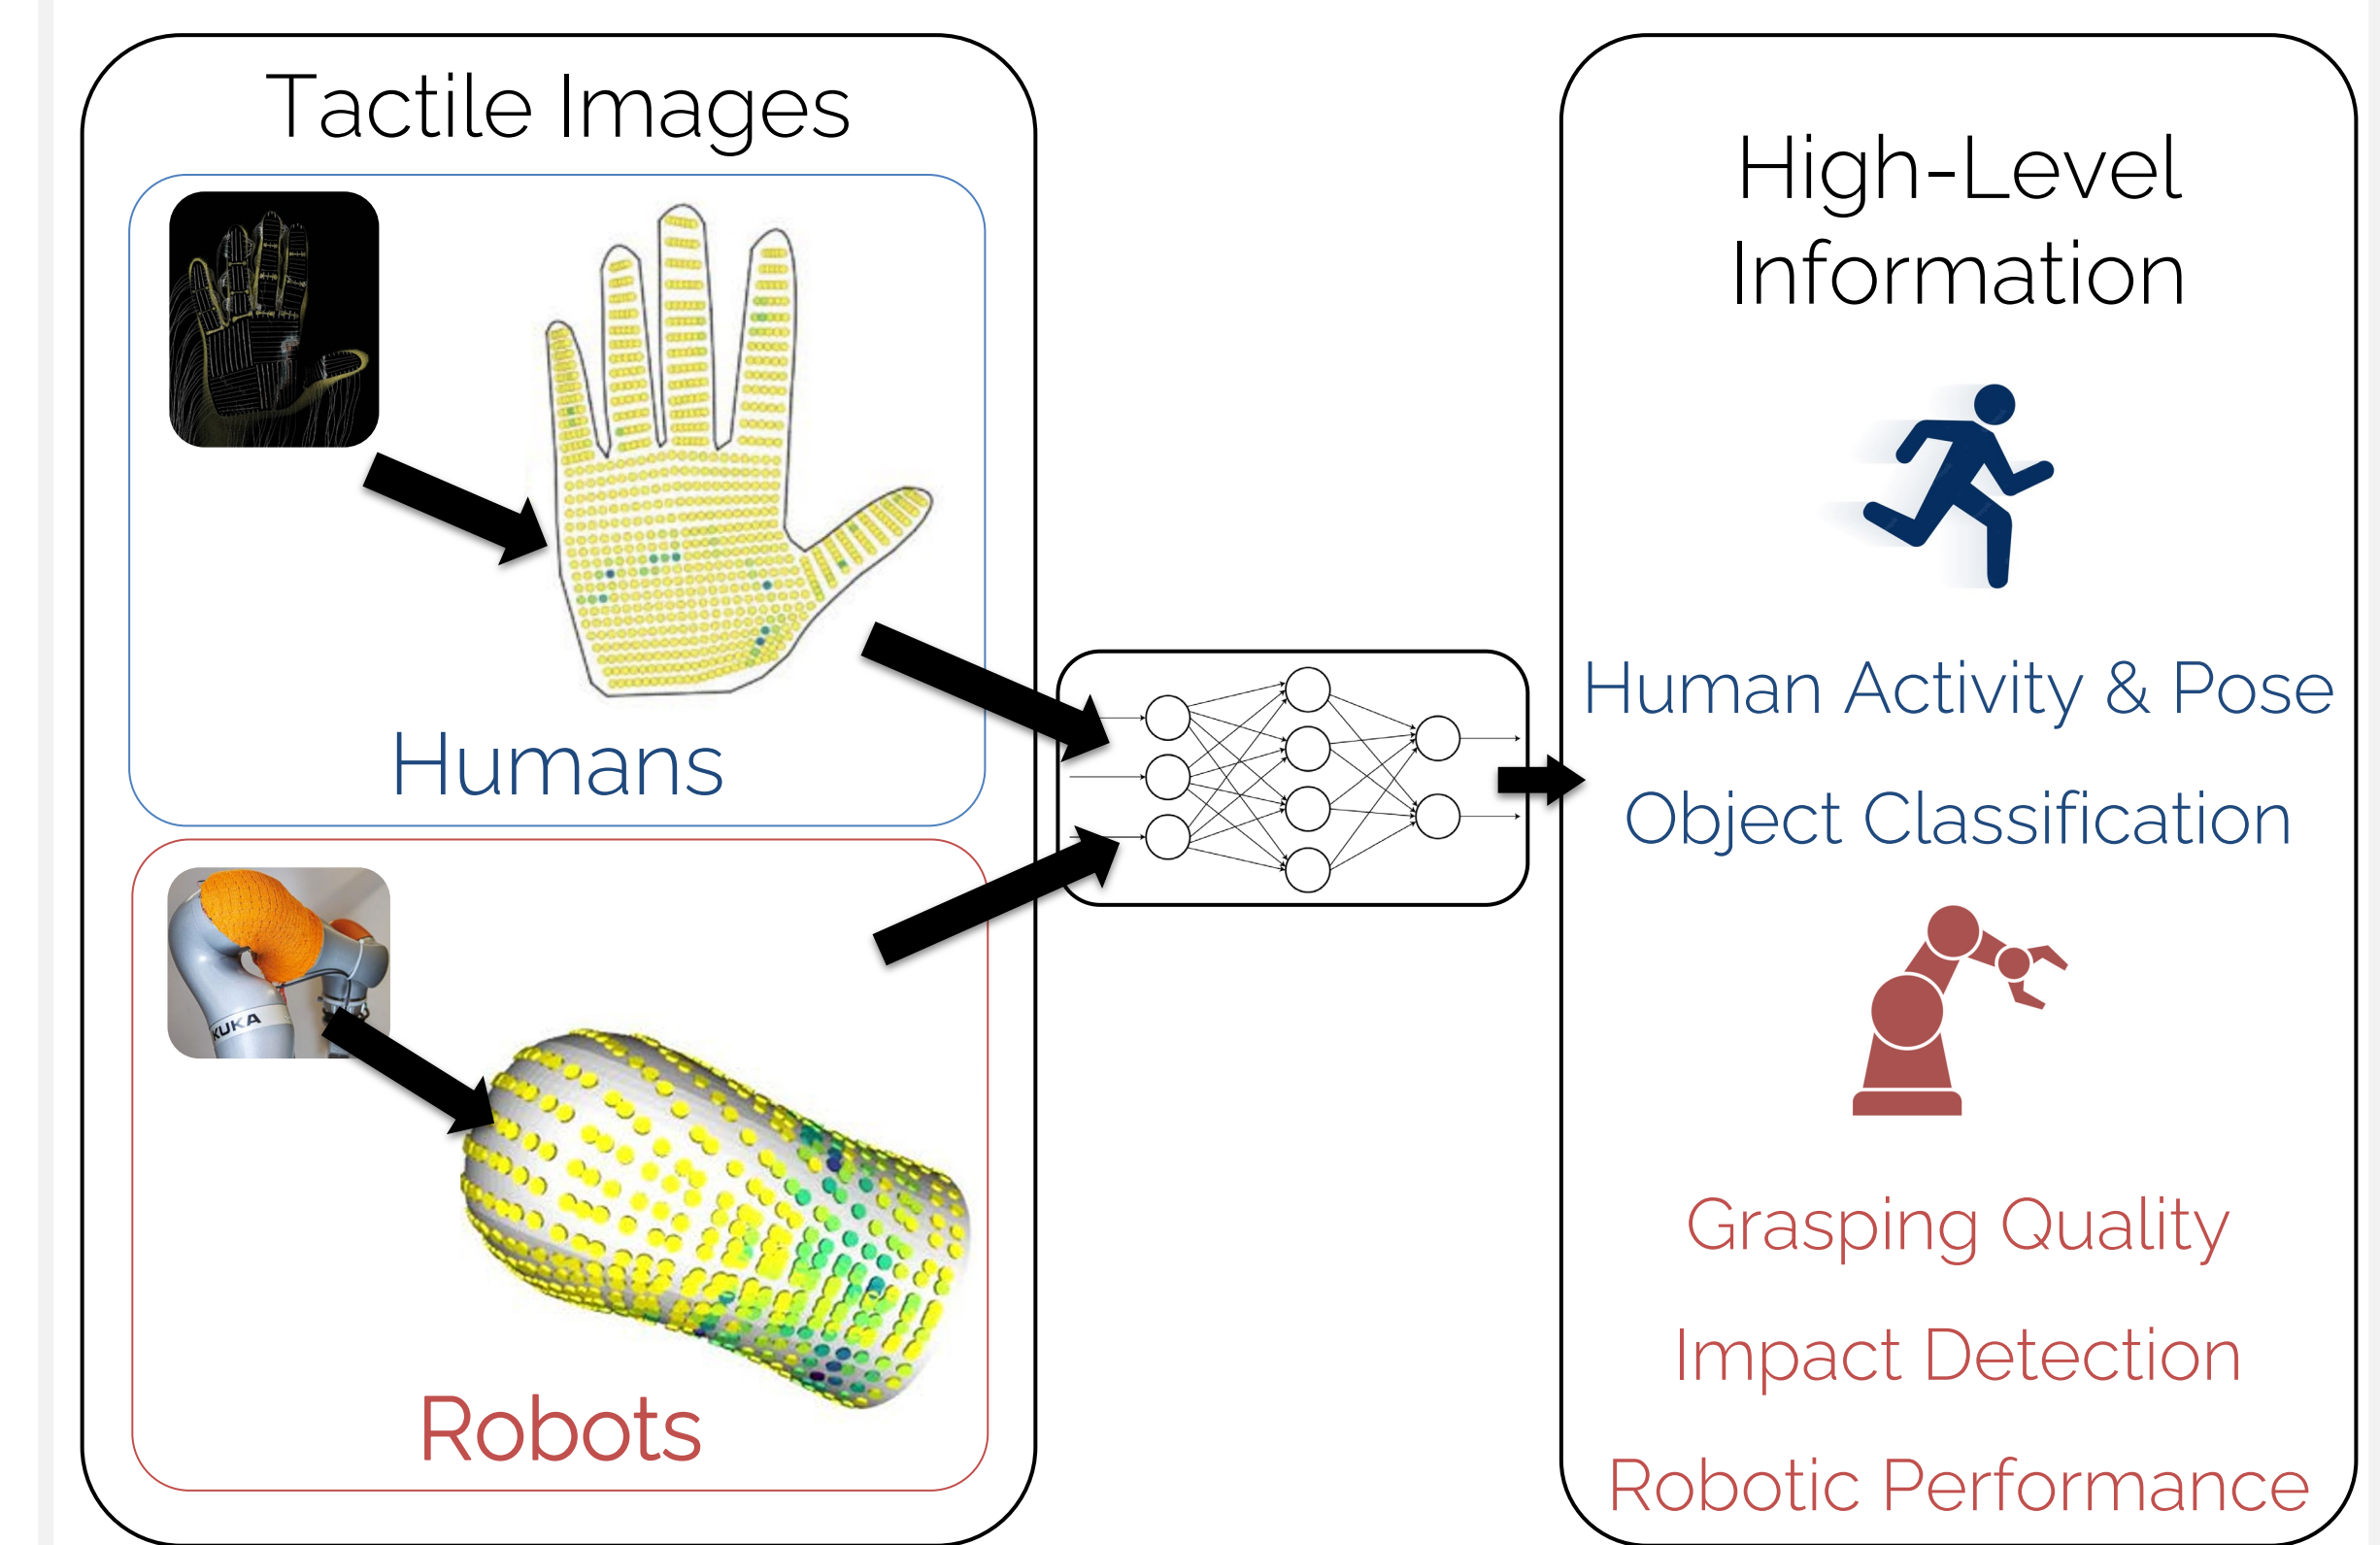 Tactile Images
Humans
KUKA
Robots
High-Level
Information
Human Activity & Pose
Object Classification
Grasping Quality
Impact Detection
Robotic Performance